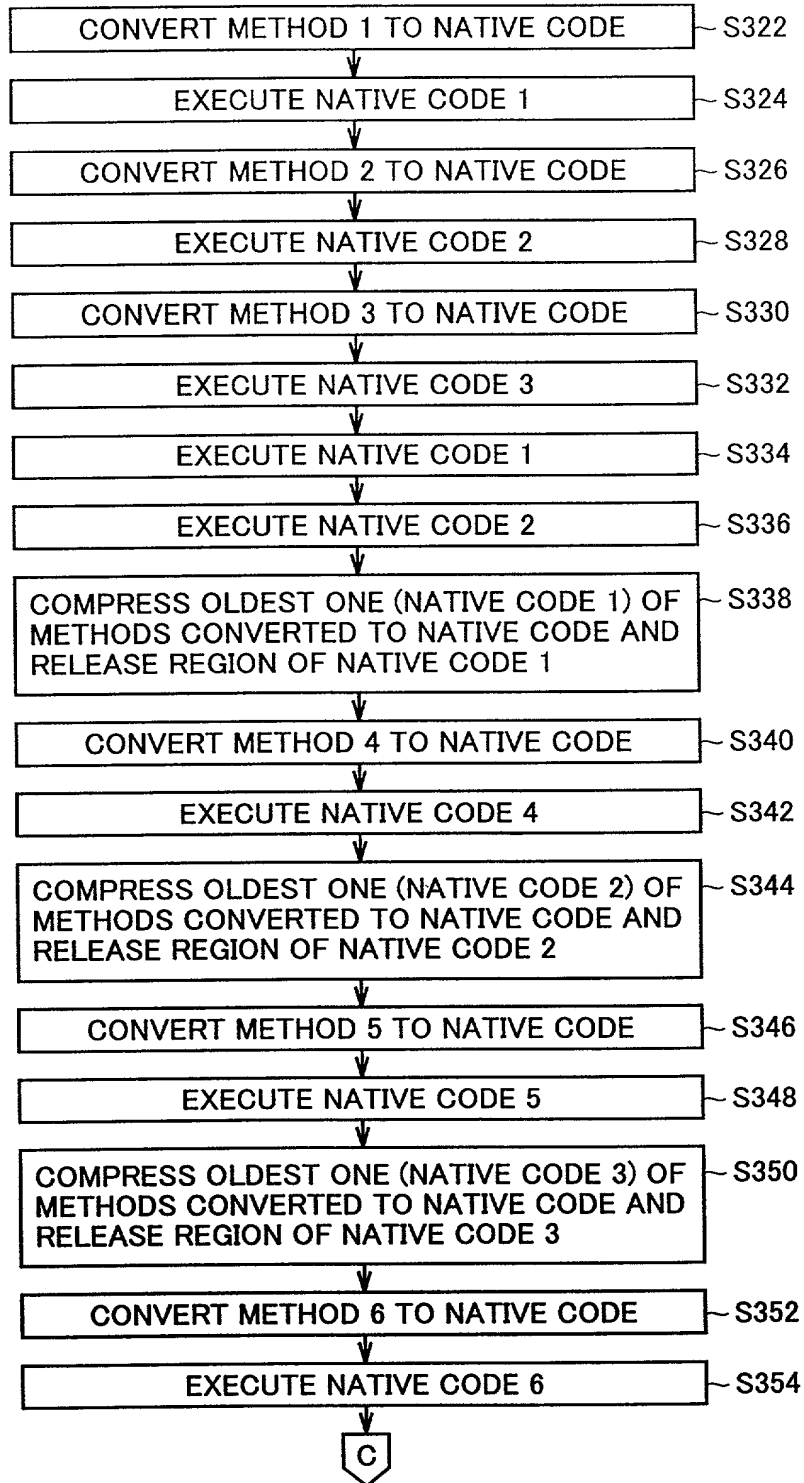 CONVERT METHOD 1 TO NATIVE CODE S322
EXECUTE NATIVE CODE 1 S324
CONVERT METHOD 2 TO NATIVE CODE S326
EXECUTE NATIVE CODE 2 S328
CONVERT METHOD 3 TO NATIVE CODE S330
EXECUTE NATIVE CODE 3 S332
EXECUTE NATIVE CODE 1 S334
EXECUTE NATIVE CODE 2 S336
COMPRESS OLDEST ONE (NATIVE CODE 1) OF S338
METHODS CONVERTED TO NATIVE CODE AND
RELEASE REGION OF NATIVE CODE 1
CONVERT METHOD 4 TO NATIVE CODE S340
EXECUTE NATIVE CODE 4 S342
COMPRESS OLDEST ONE (NATIVE CODE 2) OF S344
METHODS CONVERTED TO NATIVE CODE AND
RELEASE REGION OF NATIVE CODE 2
CONVERT METHOD 5 TO NATIVE CODE S346
EXECUTE NATIVE CODE 5 S348
COMPRESS OLDEST ONE (NATIVE CODE 3) OF S350
METHODS CONVERTED TO NATIVE CODE AND
RELEASE REGION OF NATIVE CODE 3
CONVERT METHOD 6 TO NATIVE CODE S352
EXECUTE NATIVE CODE 6 S354
C